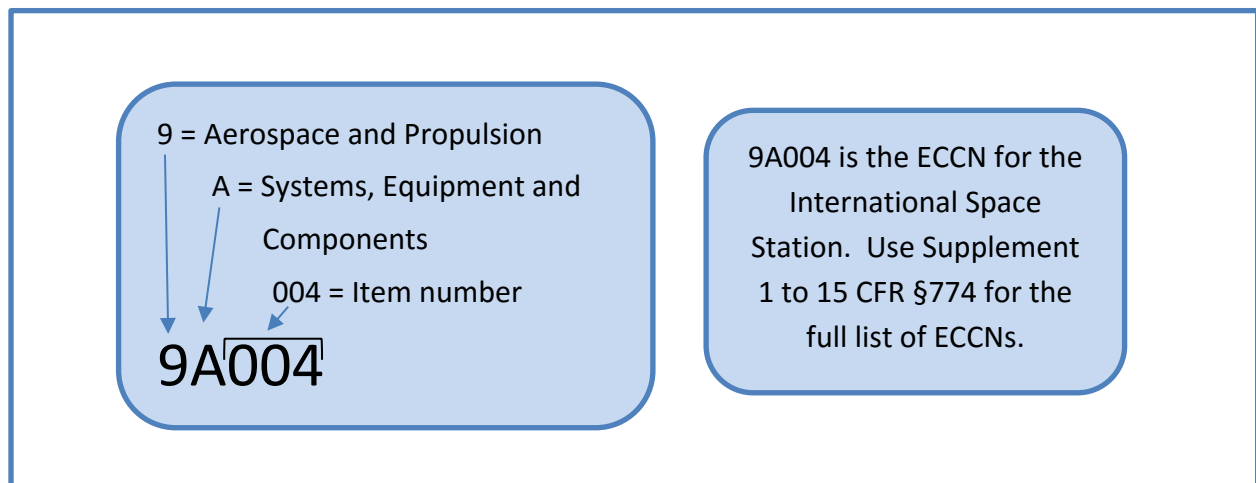 9 = Aerospace and Propulsion
A = Systems, Equipment and
Components
004 = Item number
9A004
9A004 is the ECCN for the
International Space
Station. Use Supplement
1 to 15 CFR §774 for the
full list of ECCNs.